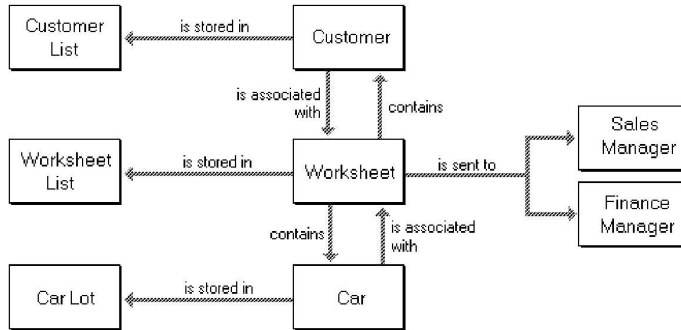 Customer
List
is stored in
Customer
is associated
with
contains
Worksheet
List
is stored in
Worksheet
is sent to
Sales
Manager
Finance
Manager
contains
is associated
with
Car Lot
is stored in
Car